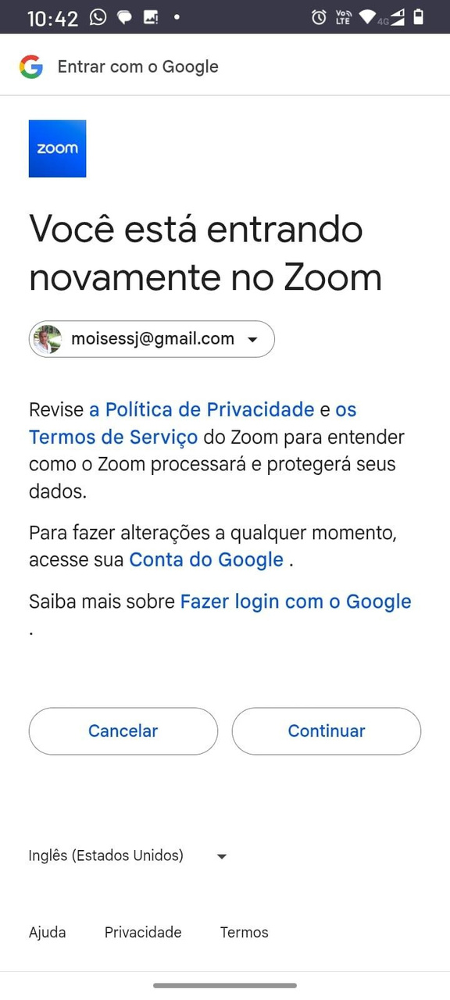 10:42
Vo) LTE
4G
Entrar com o Google
zoom
Você está entrando
novamente no Zoom
moisessj@gmail.com
Revise a Política de Privacidade e os
Termos de Serviço do Zoom para entender
como o Zoom processará e protegerá seus
dados.
Para fazer alterações a qualquer momento,
acesse sua Conta do Google .
Saiba mais sobre Fazer login com o Google
.
Cancelar Continuar
Inglês (Estados Unidos)
Ajuda Privacidade Termos